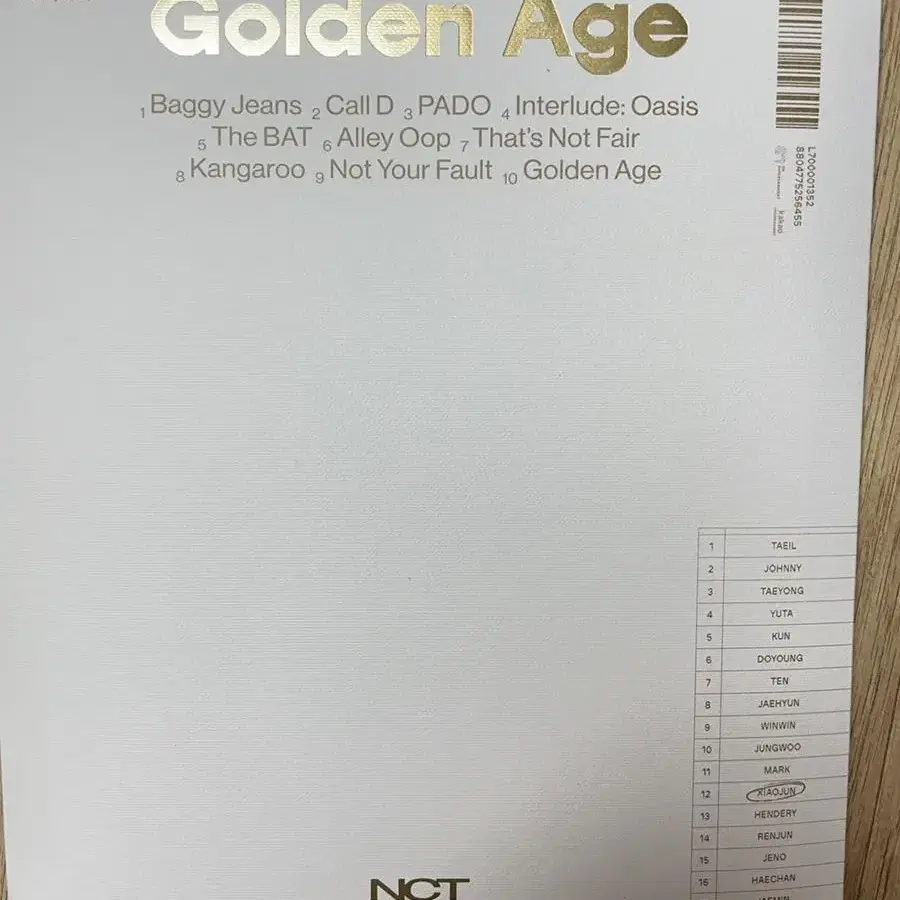 Golden Age
1 Baggy Jeans 2 Call D 3 PADO 4 Interlude: Oasis
5 The BAT 6 Alley Oop 7 That's Not Fair
8 Kangaroo 9 Not Your Fault 10 Golden Age
L700001352
8804775256455
kakao
1 TAEIL
2 JOHNNY
3 TAEYONG
4 YUTA
5 KUN
6 DOYOUNG
7 TEN
8 JAEHYUN
9 WINWIN
10 JUNGWOO
11 MARK
12 XIAOJUN
13 HENDERY
14 RENJUN
15 JENO
16 HAECHAN
JAEMIN
NCT